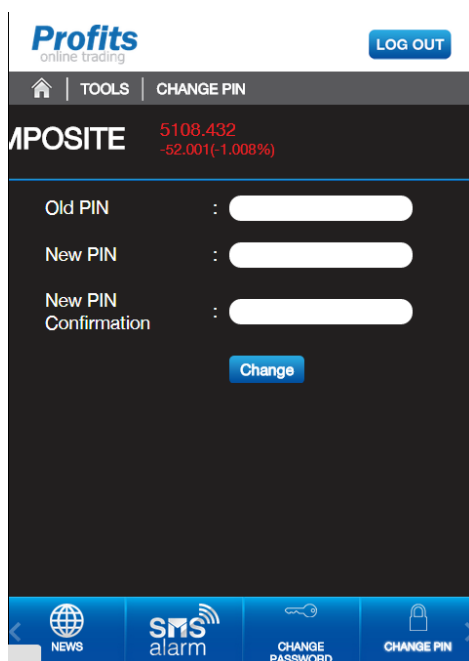 Profits
online trading
LOG OUT
TOOLS | CHANGE PIN
MPOSITE
5108.432
-52.001(-1.008%)
Old PIN :
New PIN :
New PIN
Confirmation :
Change
NEWS
SMS
alarm
CHANGE
PASSWORD
CHANGE PIN